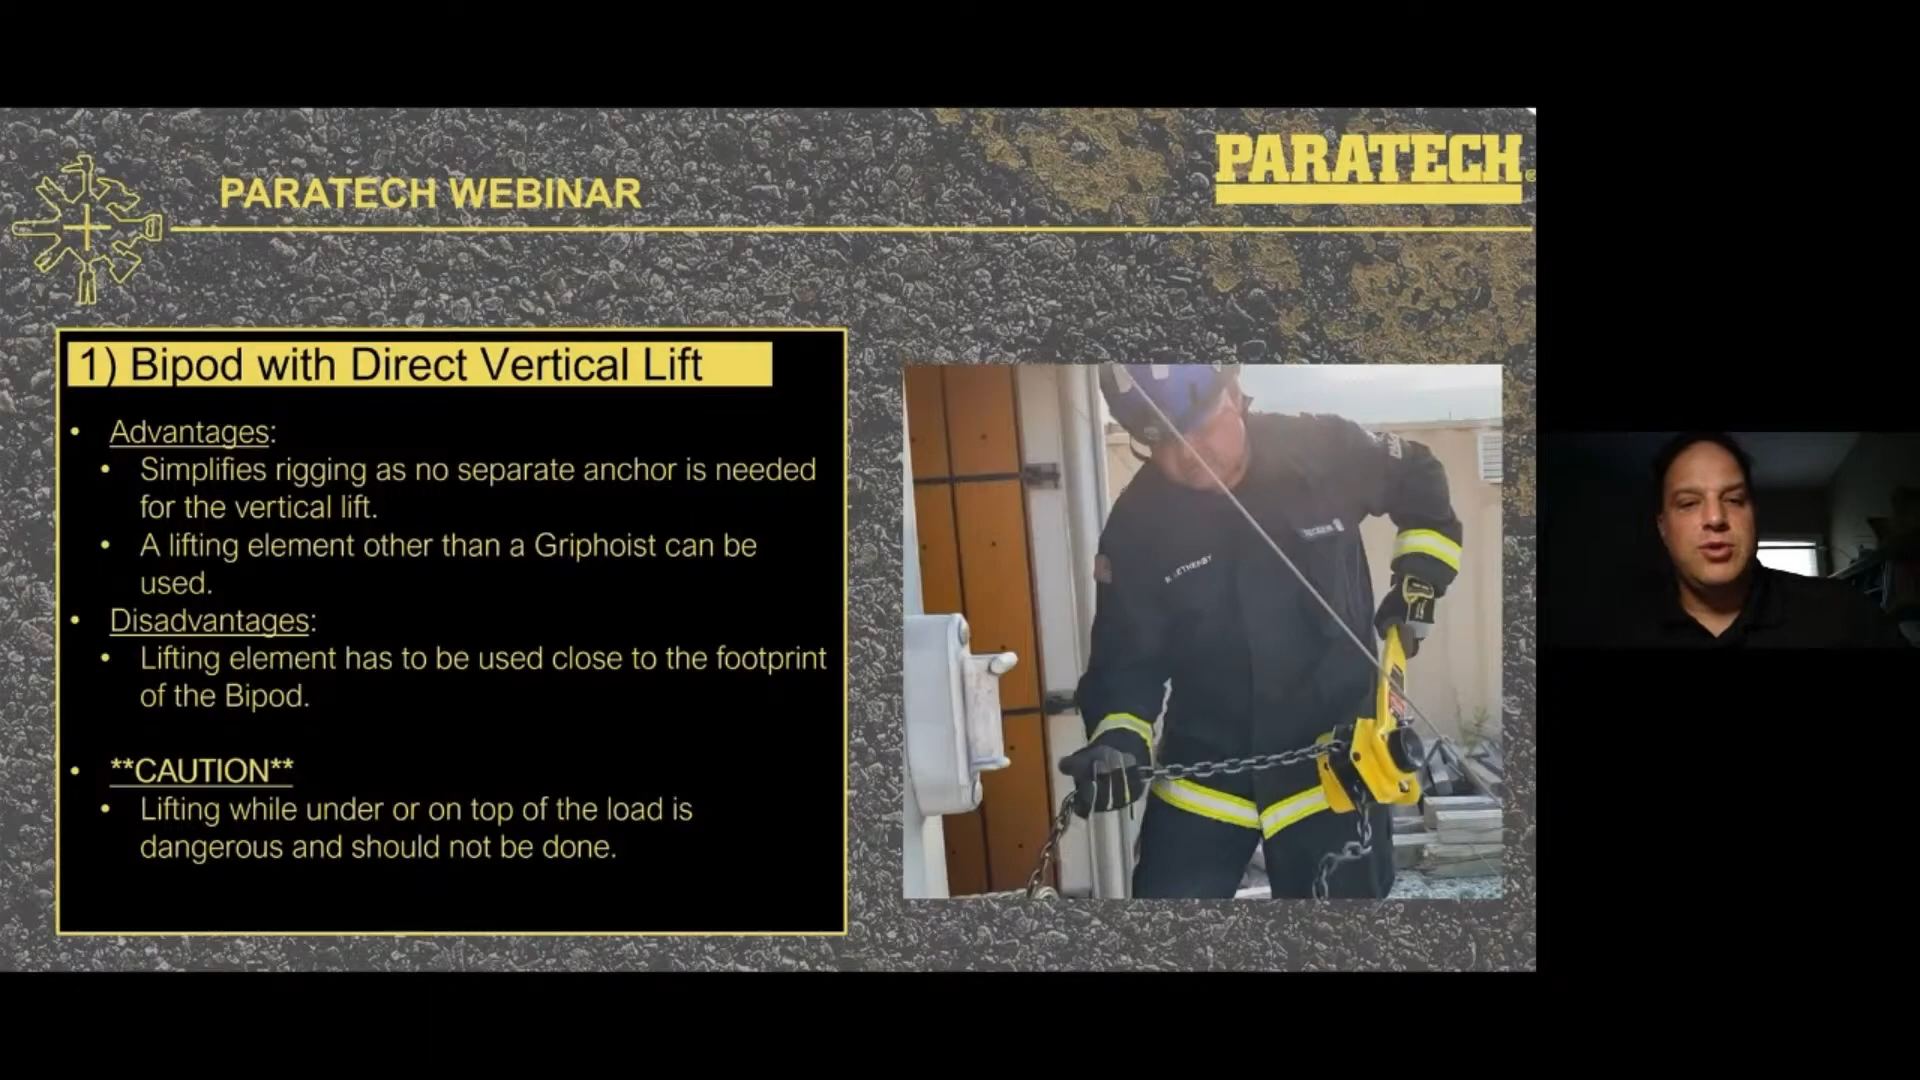 PARATECH
PARATECH WEBINAR
1) Bipod with Direct Vertical Lift
• Advantages:
• Simplifies rigging as no separate anchor is needed
for the vertical lift.
• A lifting element other than a Griphoist can be
used.
• Disadvantages:
• Lifting element has to be used close to the footprint
of the Bipod.
• **CAUTION**
• Lifting while under or on top of the load is
dangerous and should not be done.